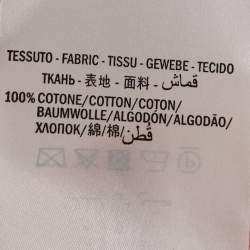 TESSUTO - FABRIC - TISSU - GEWEBE - TECIDO
ТКАНЬ - 表地 - 面料 - قماش
100% COTONE/COTTON/COTON/
BAUMWOLLE/ALGODÓN/ALGODÃO/
ХЛОПОК/綿/棉/ قُطن